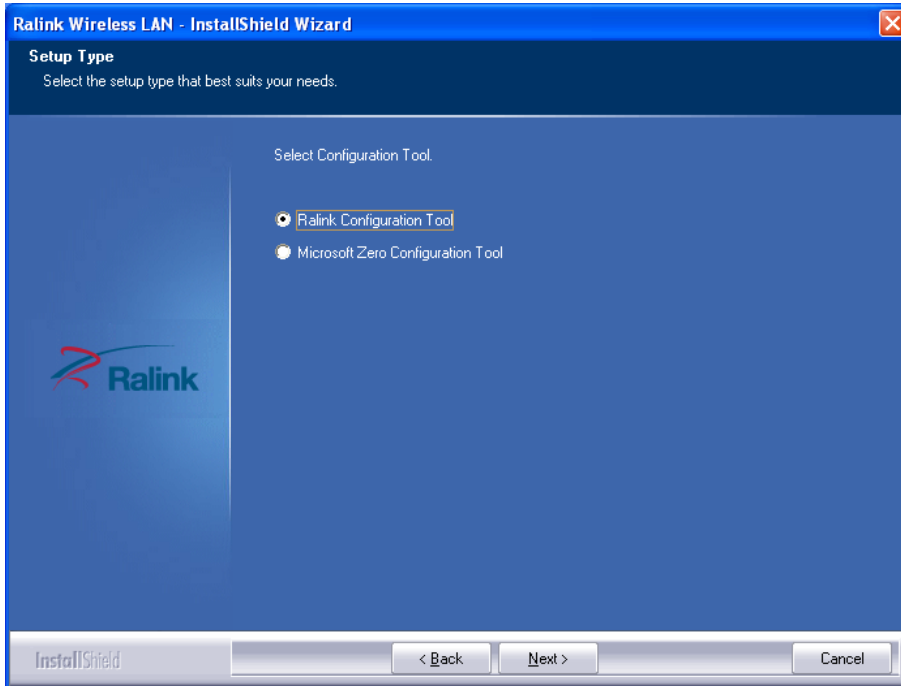 Ralink Wireless LAN - InstallShield Wizard
Setup Type
Select the setup type that best suits your needs.
Select Configuration Tool.
Ralink Configuration Tool
Microsoft Zero Configuration Tool
Ralink
InstallShield
< Back
Next >
Cancel